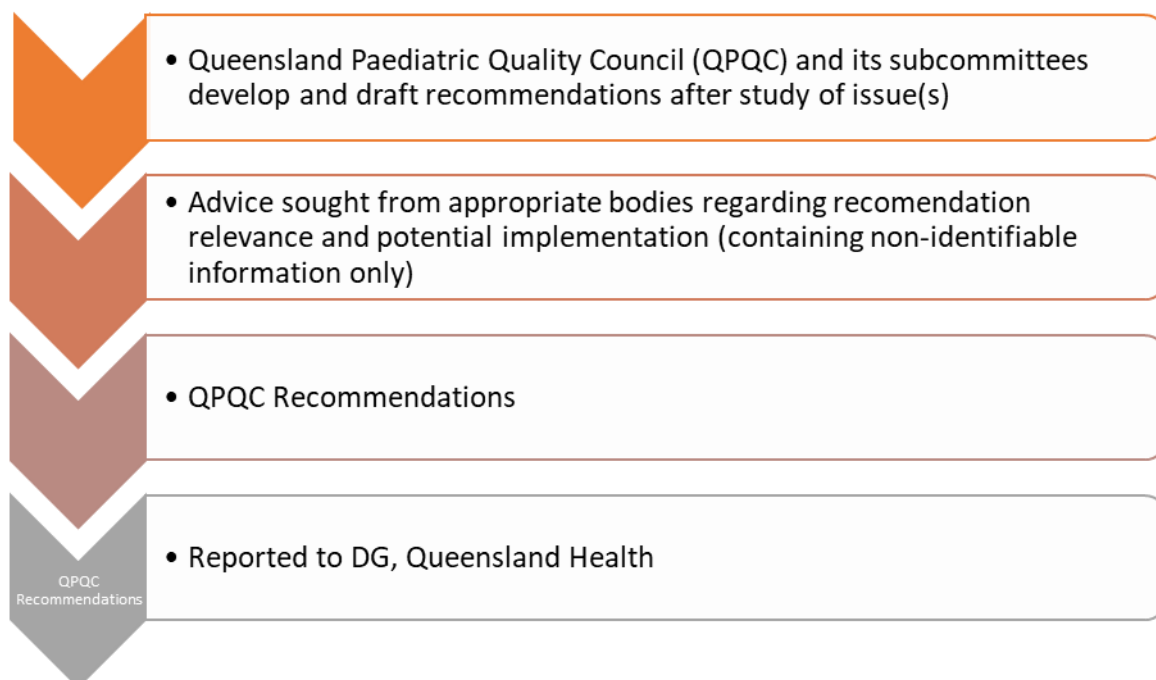 • Queensland Paediatric Quality Council (QPQC) and its subcommittees
develop and draft recommendations after study of issue(s)
• Advice sought from appropriate bodies regarding recomendation
relevance and potential implementation (containing non-identifiable
information only)
• QPQC Recommendations
• Reported to DG, Queensland Health
QPQC
Recommendations